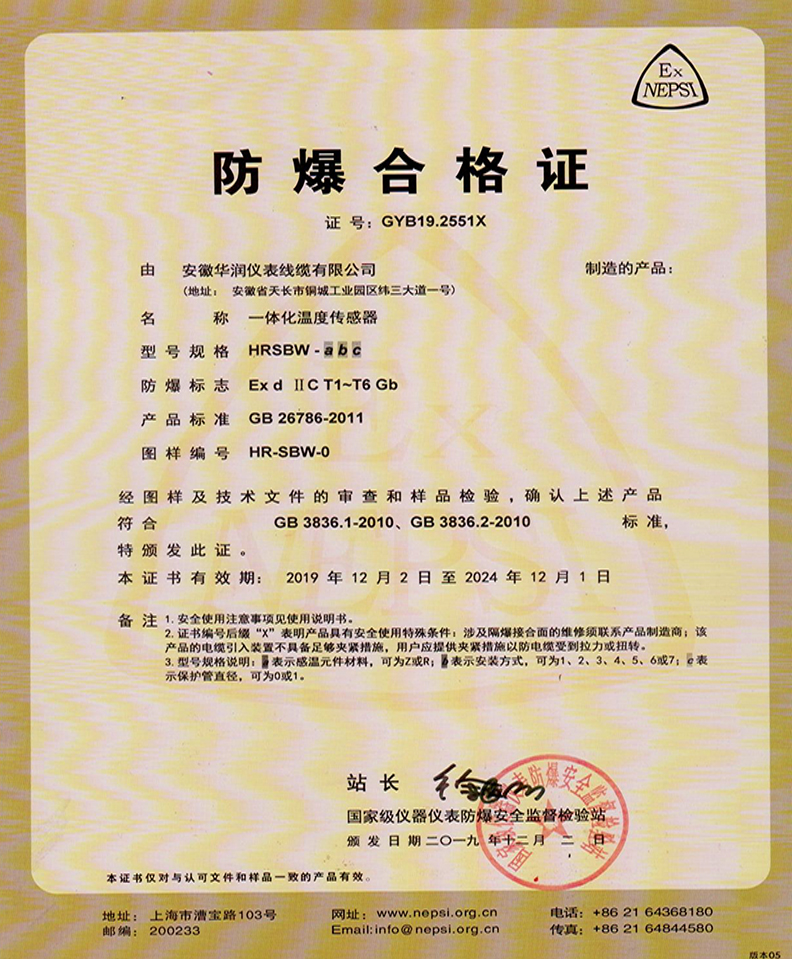 Ex
NEPSI
防爆合格证
证 号：GYB19.2551X
由 安徽华润仪表线缆有限公司 制造的产品：
（地址： 安徽省天长市铜城工业园区纬三大道一号）
名 称 一体化温度传感器
型号规格 HRSBW - a b c
防爆标志 Ex d ⅡC T1~T6 Gb
产品标准 GB 26786-2011
图样编号 HR-SBW-0
经图样及技术文件的审查和样品检验，确认上述产品
符合 GB 3836.1-2010、GB 3836.2-2010 标准，
特颁发此证。
本证书有效期： 2019 年 12 月 2 日 至 2024 年 12 月 1 日
备注 1. 安全使用注意事项见使用说明书。
2. 证书编号后缀“X”表明产品具有安全使用特殊条件：涉及隔爆接合面的维修须联系产品制造商；该
产品的电缆引入装置不具备足够夹紧措施，用户应提供夹紧措施以防电缆受到拉力或扭转。
3. 型号规格说明：a 表示感温元件材料，可为Z或R；b 表示安装方式，可为1、2、3、4、5、6或7；c 表
示保护管直径，可为0或1。
站 长
国家级仪器仪表防爆安全监督检验站
颁 发 日 期 二〇一九 年十二月 二 日
本证书仅对与认可文件和样品一致的产品有效。
地址： 上海市漕宝路103号 网址： www.nepsi.org.cn 电话：+86 21 64368180
邮编： 200233 Email:info@nepsi.org.cn 传真：+86 21 64844580
版本05